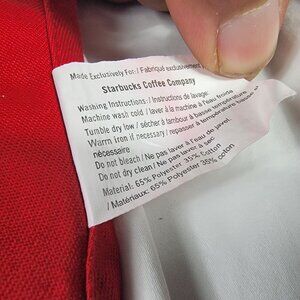 Made Exclusively For: / Fabriqué exclusivement
Starbucks Coffee Company
Washing Instructions: / Instructions de lavage:
Machine wash cold / laver à la machine à l'eau froide
Tumble dry low / sécher à tambour à basse température
Warm iron if necessary / repasser à température basse si
nécessaire
Do not bleach / Ne pas laver à l'eau de javel.
Do not dry clean / Ne pas laver à sec
Material: 65% Polyester 35% Cotton
/ Matériaux: 65% Polyester 35% coton